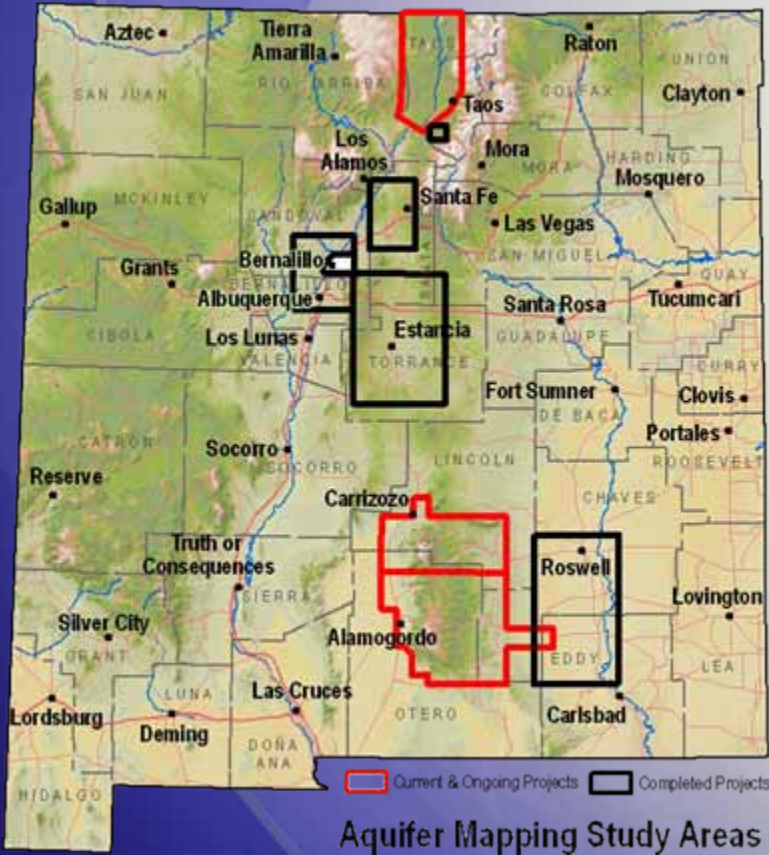 Aztec
Tierra
Amarilla
TAOS
Raton
UNION
RIO ARRIBA
SAN JUAN
COLFAX
Clayton
Taos
Los
Alamos
Mora
MORA
HARDING
Mosquero
MCKINLEY
Santa Fe
Gallup
SANDOVAL
Las Vegas
Bernalillo
SAN MIGUEL
Grants
BERNALILLO
QUAY
Albuquerque
Santa Rosa
Tucumcari
CIBOLA
Los Lunas
Estancia
GUADALUPE
VALENCIA
TORRANCE
CURRY
Fort Sumner
Clovis
DE BACA
Portales
CATRON
Socorro
SOCORRO
LINCOLN
ROOSEVELT
Reserve
Carrizozo
CHAVES
Truth or
Consequences
Roswell
SIERRA
Lovington
Silver City
Alamogordo
GRANT
EDDY
LEA
LUNA
Las Cruces
Lordsburg
OTERO
Carlsbad
Deming
DOÑA
ANA
Current & Ongoing Projects Completed Projects
HIDALGO
Aquifer Mapping Study Areas